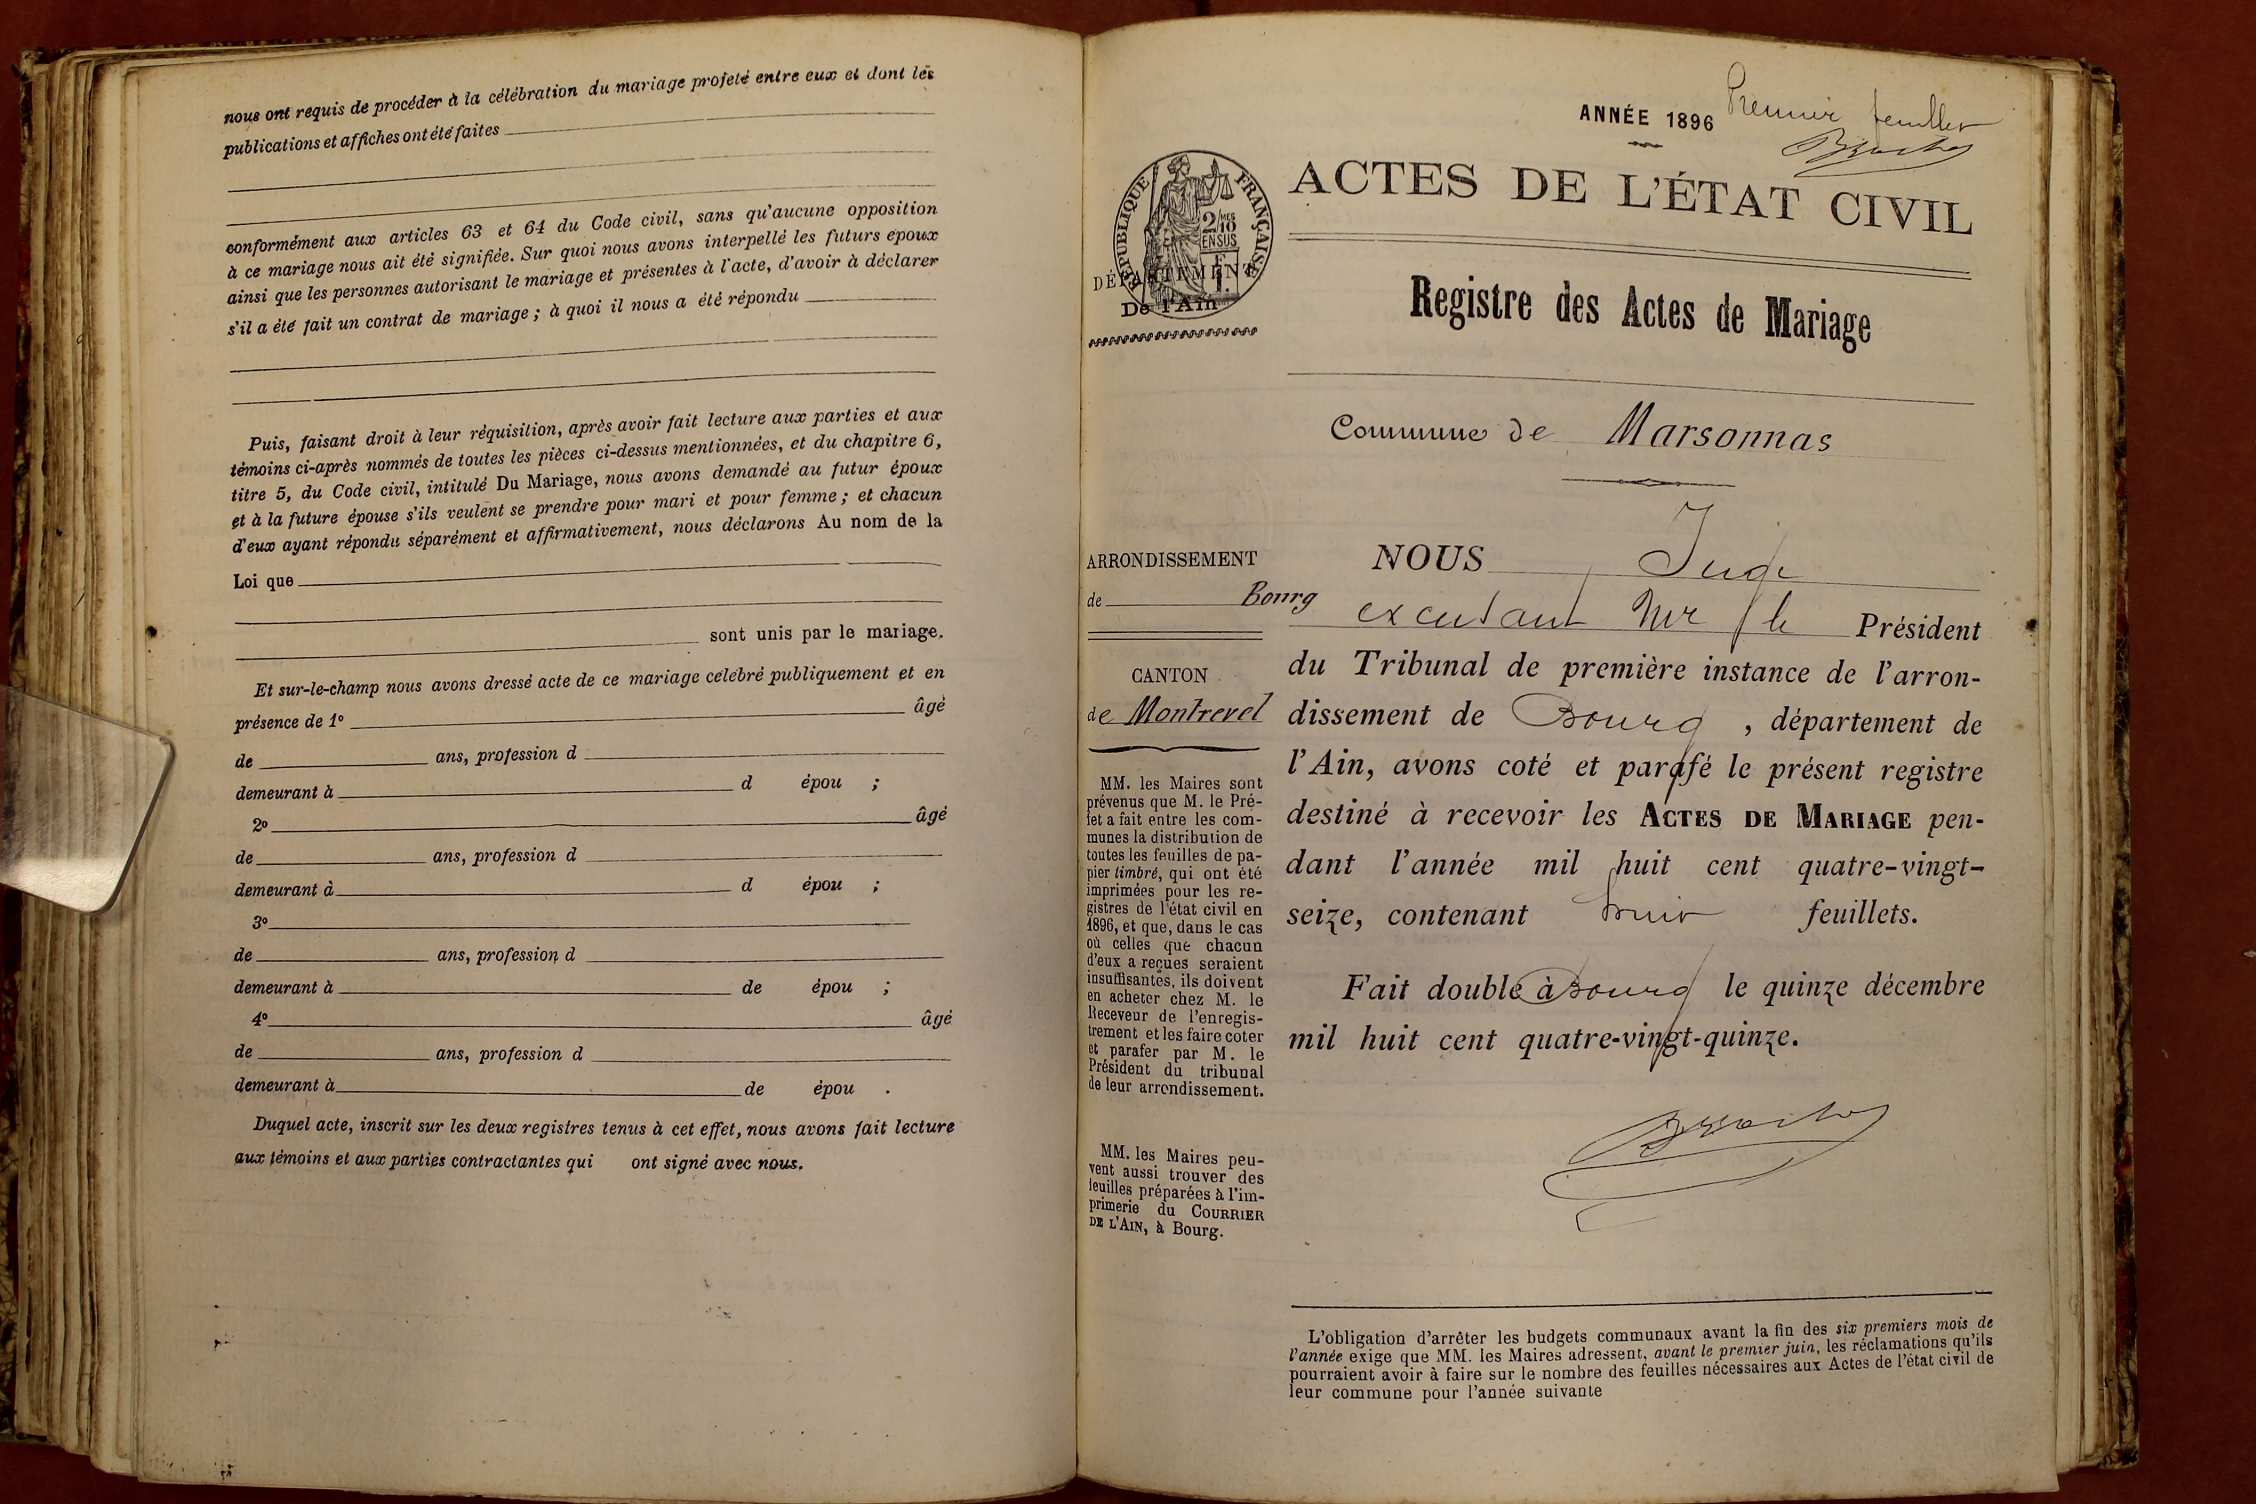 nous ont requis de procéder à la célébration du mariage projeté entre eux et dont les
publications et affiches ont été faites
conformément aux articles 63 et 64 du Code civil, sans qu'aucune opposition
à ce mariage nous ait été signifiée. Sur quoi nous avons interpellé les futurs époux
ainsi que les personnes autorisant le mariage et présentes à l'acte, d'avoir à déclarer
s'il a été fait un contrat de mariage ; à quoi il nous a été répondu
Puis, faisant droit à leur réquisition, après avoir fait lecture aux parties et aux
témoins ci-après nommés de toutes les pièces ci-dessus mentionnées, et du chapitre 6,
titre 5, du Code civil, intitulé Du Mariage, nous avons demandé au futur époux
et à la future épouse s'ils veulent se prendre pour mari et pour femme ; et chacun
d'eux ayant répondu séparément et affirmativement, nous déclarons Au nom de la
Loi que
sont unis par le mariage.
Et sur-le-champ nous avons dressé acte de ce mariage célébré publiquement et en
présence de 1° âgé
de ans, profession d
demeurant à d épou ;
2° âgé
de ans, profession d
demeurant à d épou ;
3°
de ans, profession d
demeurant à de épou ;
4° âgé
de ans, profession d
demeurant à de épou .
Duquel acte, inscrit sur les deux registres tenus à cet effet, nous avons fait lecture
aux témoins et aux parties contractantes qui ont signé avec nous.
ANNÉE 1896
Premier feuillet
ACTES DE L'ÉTAT CIVIL
RÉPUBLIQUE FRANÇAISE
2/10 MES
EN SUS
DÉPARTEMENT
De l'Ain
Registre des Actes de Mariage
Commune de Marsonnas
ARRONDISSEMENT
de Bourg
CANTON
de Montrevel
MM. les Maires sont
prévenus que M. le Pré-
fet a fait entre les com-
munes la distribution de
toutes les feuilles de pa-
pier timbré, qui ont été
imprimées pour les re-
gistres de l'état civil en
1896, et que, dans le cas
où celles que chacun
d'eux a reçues seraient
insuffisantes, ils doivent
en acheter chez M. le
Receveur de l'enregis-
trement et les faire coter
et parafer par M. le
Président du tribunal
de leur arrondissement.
MM. les Maires peu-
vent aussi trouver des
feuilles préparées à l'im-
primerie du COURRIER
DE L'AIN, à Bourg.
NOUS Juge
excutant Mr le Président
du Tribunal de première instance de l'arron-
dissement de Bourg , département de
l'Ain, avons coté et parafé le présent registre
destiné à recevoir les ACTES DE MARIAGE pen-
dant l'année mil huit cent quatre-vingt-
seize, contenant huit feuillets.
Fait double à Bourg le quinze décembre
mil huit cent quatre-vingt-quinze.
L'obligation d'arrêter les budgets communaux avant la fin des six premiers mois de
l'année exige que MM. les Maires adressent, avant le premier juin, les réclamations qu'ils
pourraient avoir à faire sur le nombre des feuilles nécessaires aux Actes de l'état civil de
leur commune pour l'année suivante